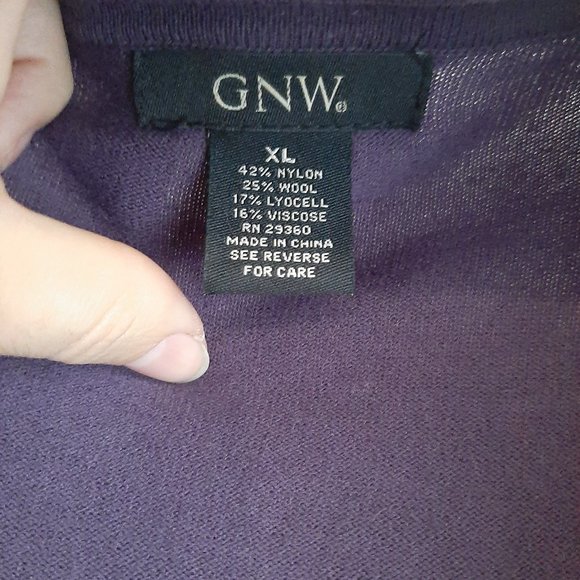 GNW®
XL
42% NYLON
25% WOOL
17% LYOCELL
16% VISCOSE
RN 29360
MADE IN CHINA
SEE REVERSE
FOR CARE